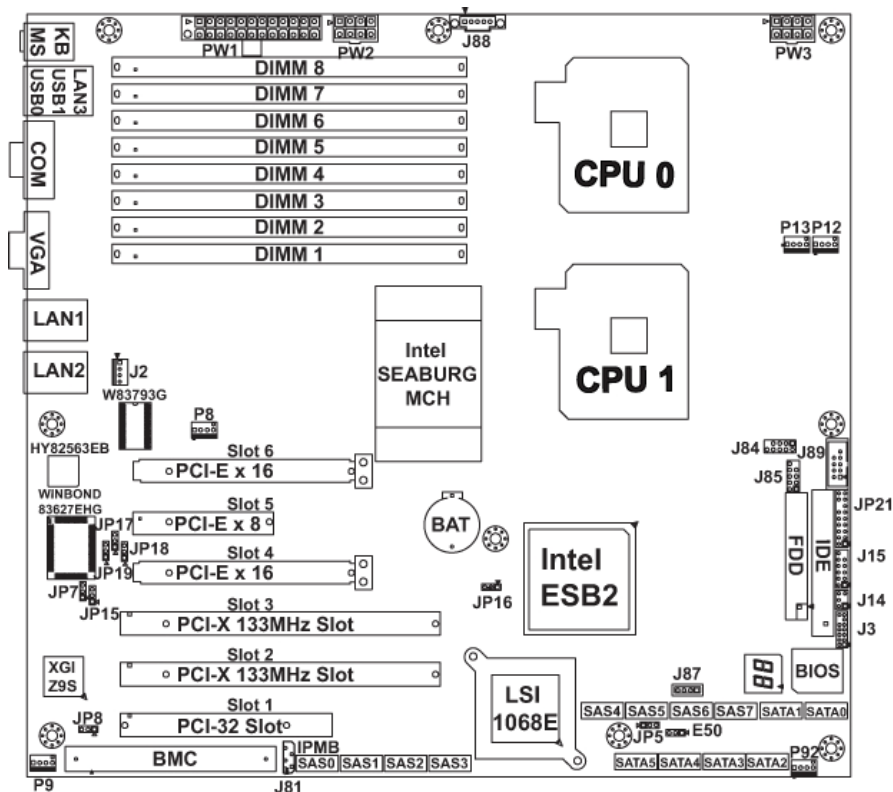 PW1
PW2
J88
PW3
KB
MS
LAN3
USB1
USB0
COM
VGA
LAN1
LAN2
DIMM 8
DIMM 7
DIMM 6
DIMM 5
DIMM 4
DIMM 3
DIMM 2
DIMM 1
CPU 0
P13
P12
CPU 1
Intel
SEABURG
MCH
J2
W83793G
P8
HY82563EB
WINBOND
83627EHG
JP17
JP18
JP19
JP7
JP15
Slot 6
PCI-E x 16
Slot 5
PCI-E x 8
Slot 4
PCI-E x 16
Slot 3
PCI-X 133MHz Slot
Slot 2
PCI-X 133MHz Slot
Slot 1
PCI-32 Slot
BAT
JP16
Intel
ESB2
J84
J89
J85
JP21
FDD
IDE
J15
J14
J3
XGI
Z9S
JP8
LSI
1068E
J87
88
BIOS
SAS4
SAS5
SAS6
SAS7
SATA1
SATA0
JP5
E50
BMC
IPMB
SAS0
SAS1
SAS2
SAS3
SATA5
SATA4
SATA3
SATA2
P92
P9
J81